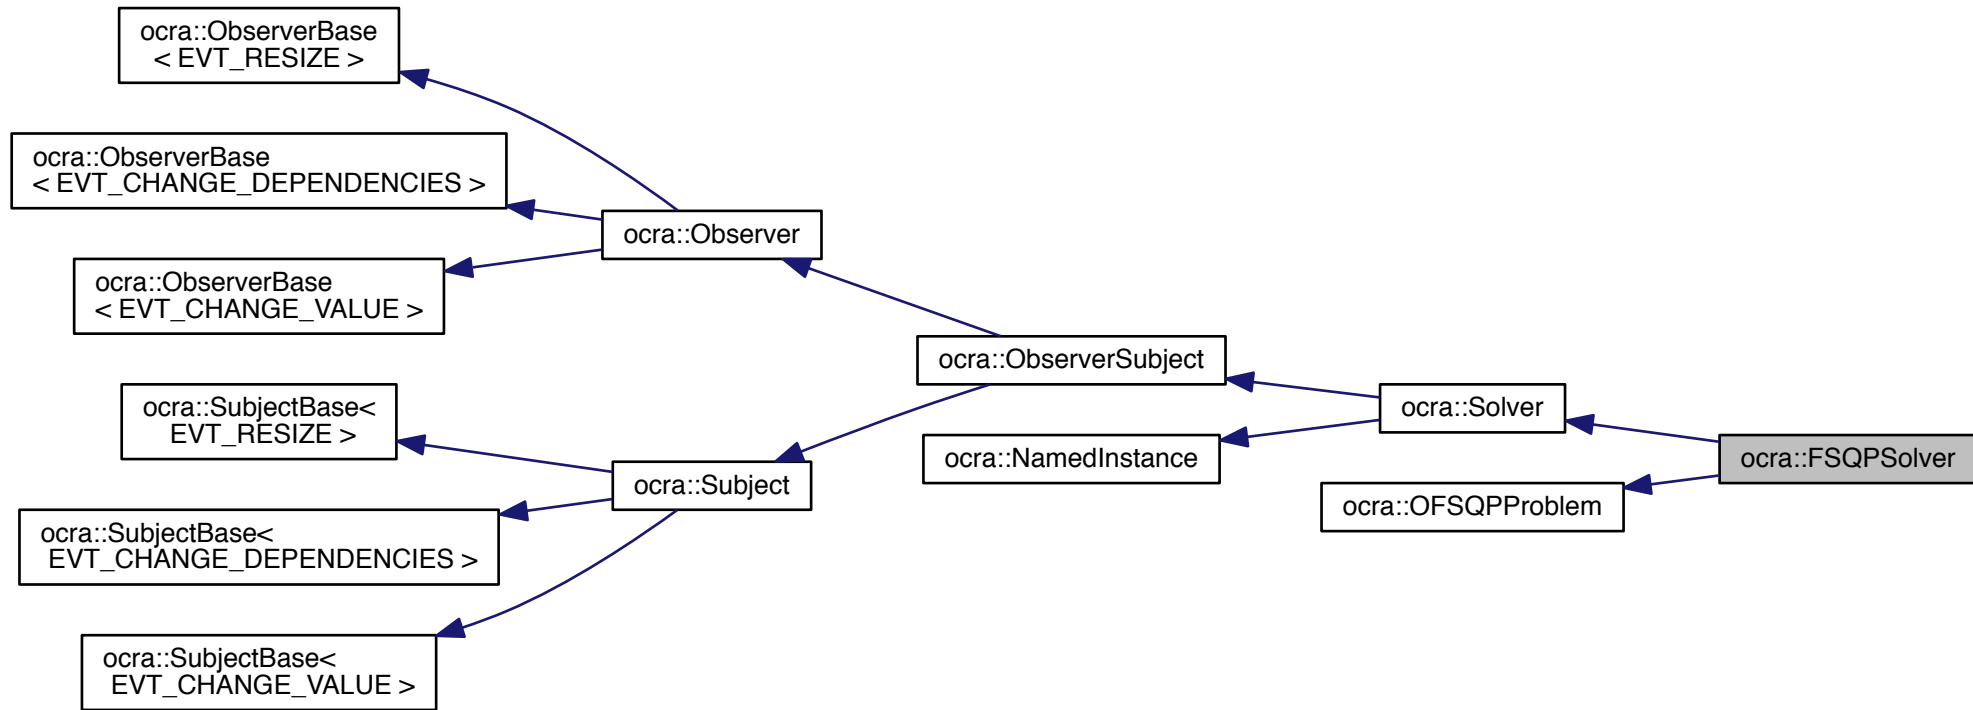 ocra::ObserverBase
< EVT_RESIZE >
ocra::ObserverBase
< EVT_CHANGE_DEPENDENCIES >
ocra::Observer
ocra::ObserverBase
< EVT_CHANGE_VALUE >
ocra::ObserverSubject
ocra::SubjectBase<
EVT_RESIZE >
ocra::Solver
ocra::NamedInstance
ocra::FSQPSolver
ocra::Subject
ocra::OFSQPProblem
ocra::SubjectBase<
EVT_CHANGE_DEPENDENCIES >
ocra::SubjectBase<
EVT_CHANGE_VALUE >